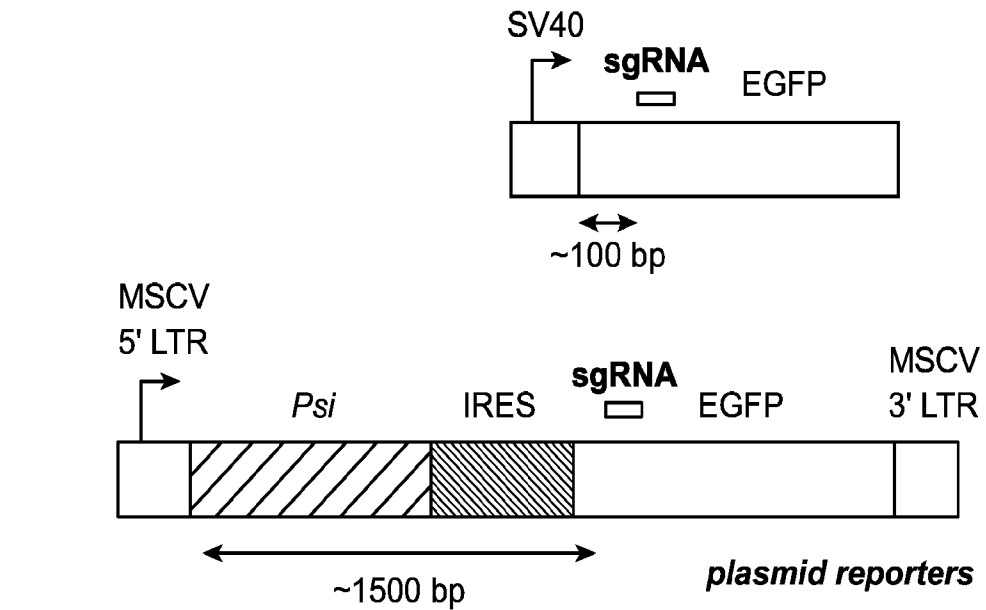 SV40
sgRNA
EGFP
~100 bp
MSCV
5' LTR
Psi
IRES
sgRNA
EGFP
MSCV
3' LTR
~1500 bp
plasmid reporters